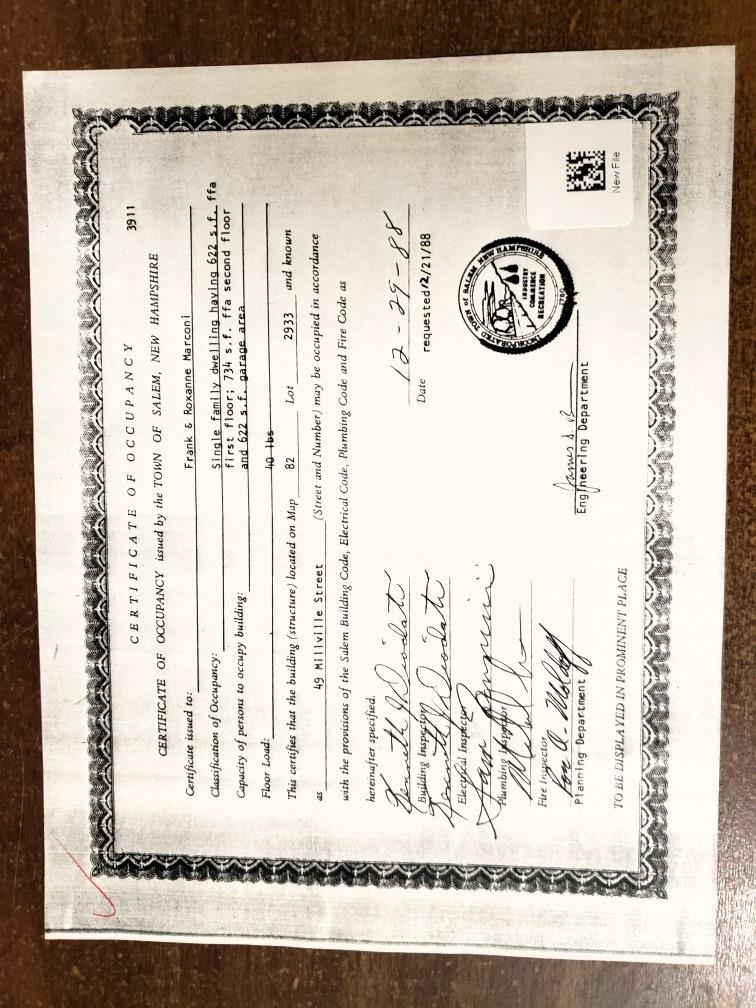 3911
CERTIFICATE OF OCCUPANCY
CERTIFICATE OF OCCUPANCY issued by the TOWN OF SALEM, NEW HAMPSHIRE
Certificate issued to: Frank & Roxanne Marconi
Classification of Occupancy: Single family dwelling having 622 s.f. ffa
first floor; 734 s.f. ffa second floor
Capacity of persons to occupy building: and 622 s.f. garage area
Floor Load: 40 lbs
This certifies that the building (structure) located on Map 82 Lot 2933 and known
as 49 Millville Street (Street and Number) may be occupied in accordance
with the provisions of the Salem Building Code, Electrical Code, Plumbing Code and Fire Code as
hereinafter specified.
12-29-88
Building Inspector
Date requested 12/21/88
Electrical Inspector
Plumbing Inspector
Fire Inspector
Planning Department
James
Engineering Department
INCORPORATED TOWN of SALEM NEW HAMPSHIRE
INDUSTRY
COMMERCE
RECREATION
1750
TO BE DISPLAYED IN PROMINENT PLACE
New File